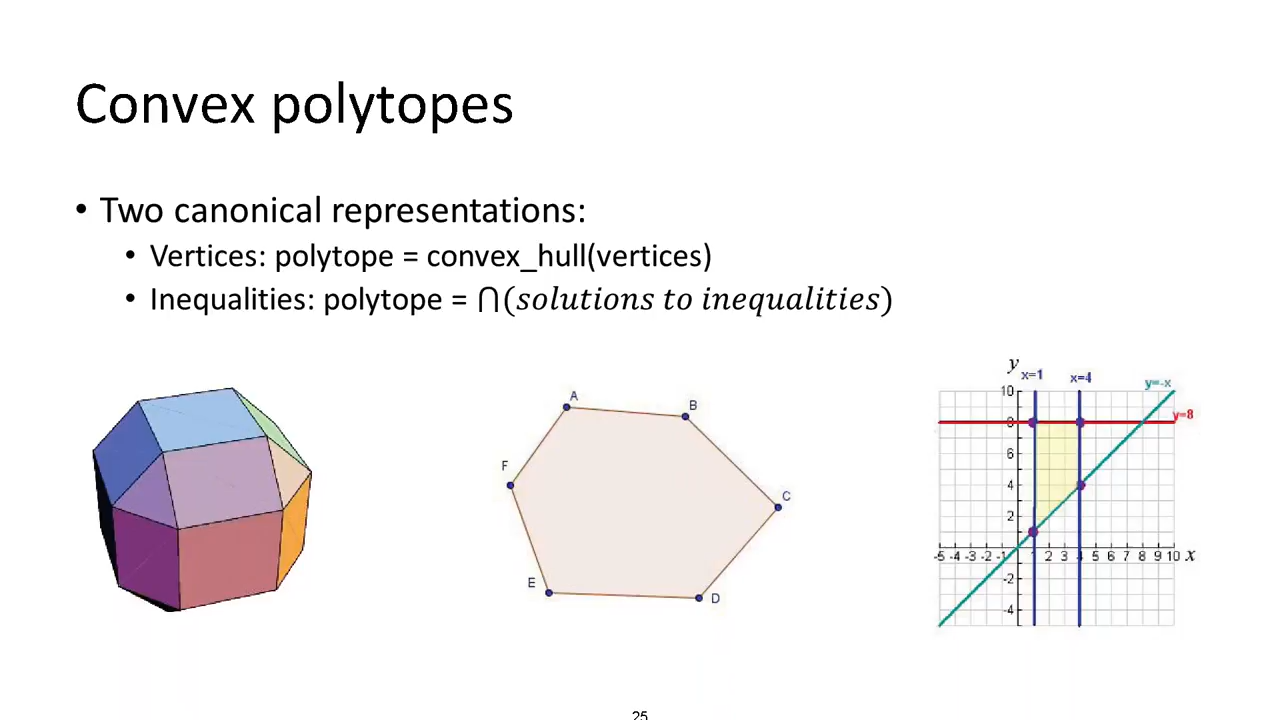 Convex polytopes
• Two canonical representations:
• Vertices: polytope = convex_hull(vertices)
• Inequalities: polytope = ⋂(solutions to inequalities)
A
B
C
D
E
F
y
x=1
x=4
y=-x
y=8
10
8
6
4
2
-5 -4 -3 -2 -1 1 2 3 4 5 6 7 8 9 10 x
-2
-4
25